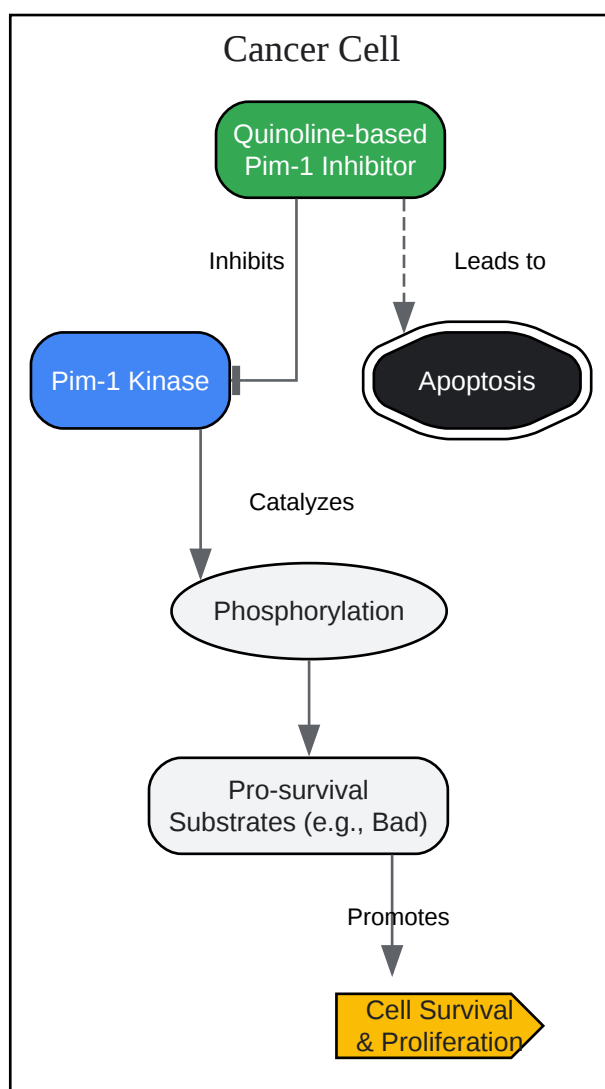 Cancer Cell
Quinoline-based
Pim-1 Inhibitor
Inhibits
Leads to
Pim-1 Kinase
Apoptosis
Catalyzes
Phosphorylation
Pro-survival
Substrates (e.g., Bad)
Promotes
Cell Survival
& Proliferation